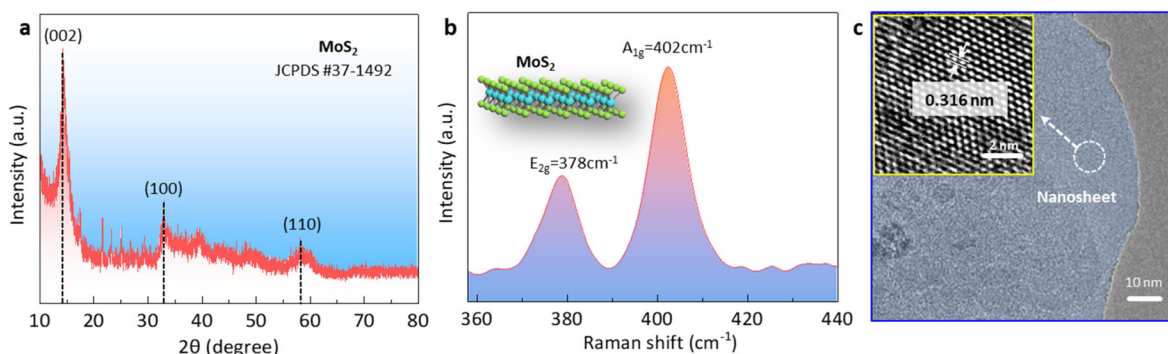 a
(002)
MoS₂
JCPDS #37-1492
(100)
(110)
Intensity (a.u.)
10 20 30 40 50 60 70 80
2θ (degree)
b
A₁g=402cm⁻¹
MoS₂
E₂g=378cm⁻¹
Intensity (a.u.)
360 380 400 420 440
Raman shift (cm⁻¹)
c
0.316 nm
2 nm
Nanosheet
10 nm